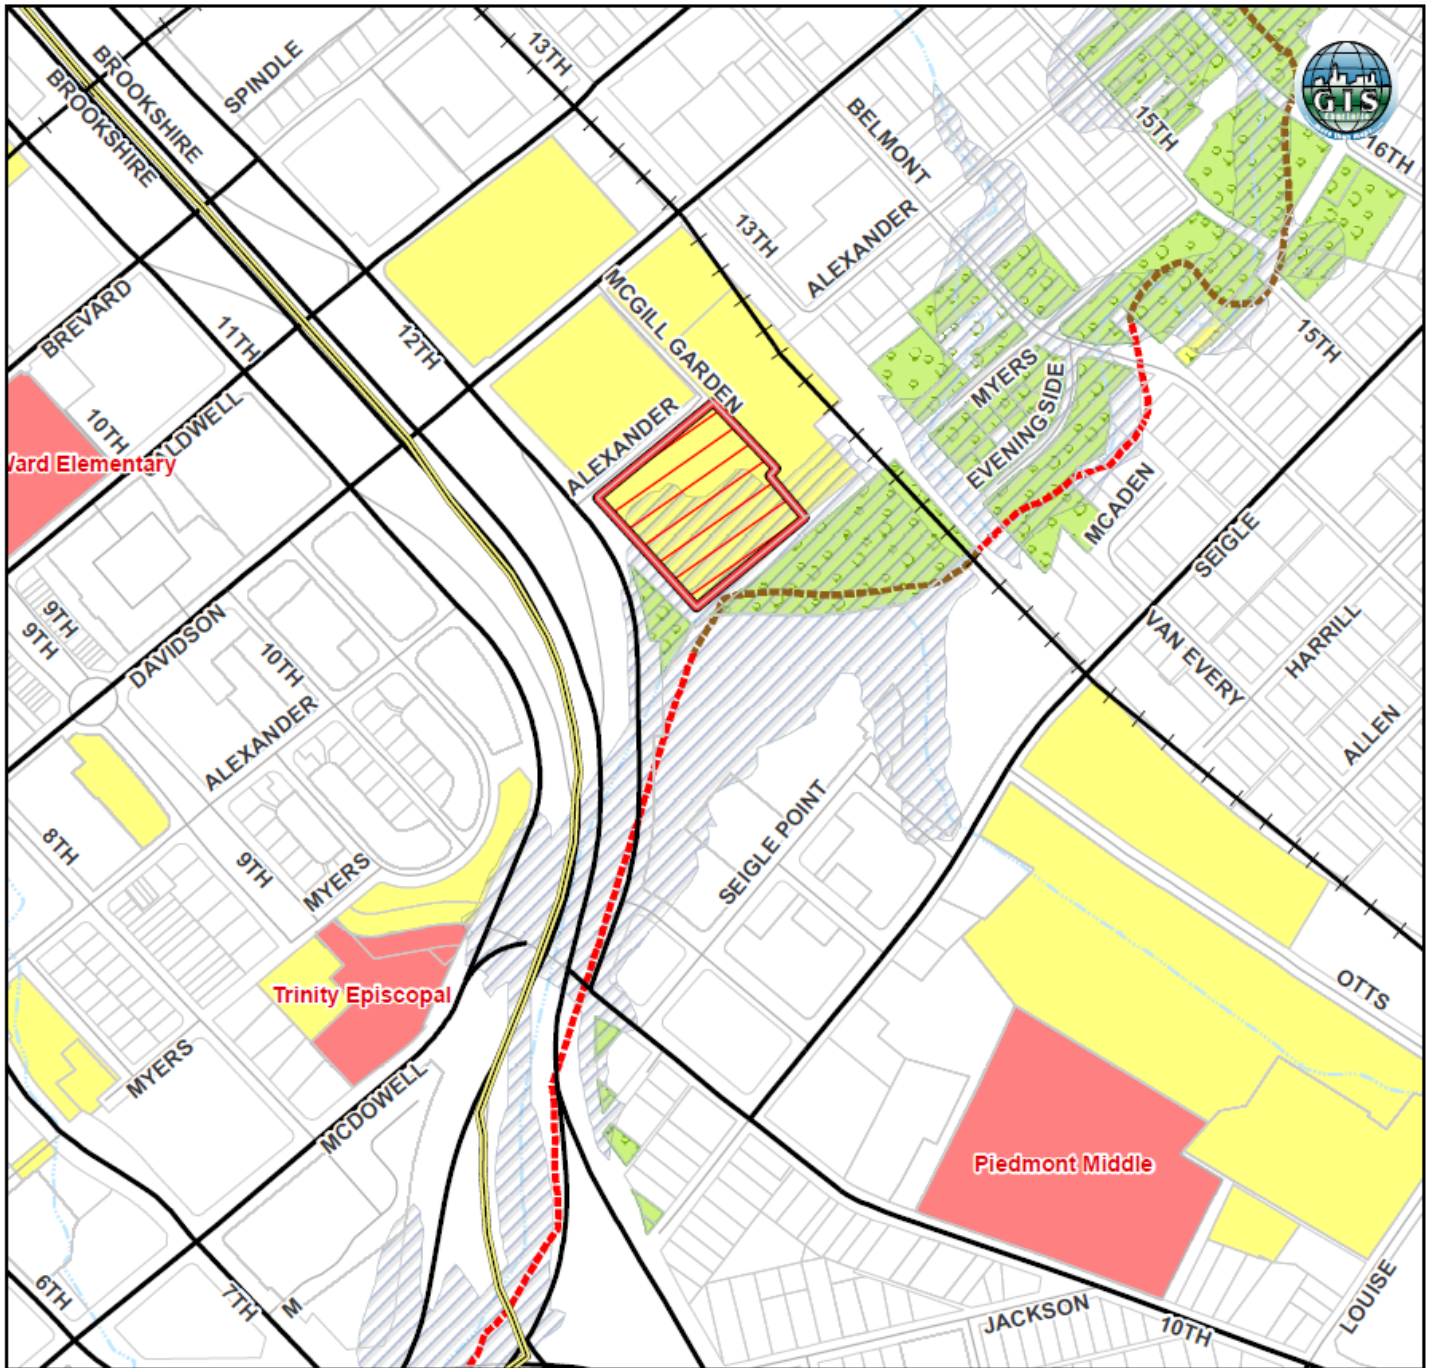 BROOKSHIRE
BROOKSHIRE
SPINDLE
13TH
BELMONT
15TH
GIS
16TH
13TH
ALEXANDER
BREVARD
11TH
12TH
MCGILL GARDEN
15TH
MYERS
EVENINGSIDE
10TH
ALDWELL
ALEXANDER
Ward Elementary
MCADEN
SEIGLE
9TH
9TH
DAVIDSON
10TH
ALEXANDER
VAN EVERY
HARRILL
ALLEN
8TH
9TH
MYERS
SEIGLE POINT
OTTS
Trinity Episcopal
MYERS
MCDOWELL
Piedmont Middle
6TH
7TH
M
JACKSON
10TH
LOUISE